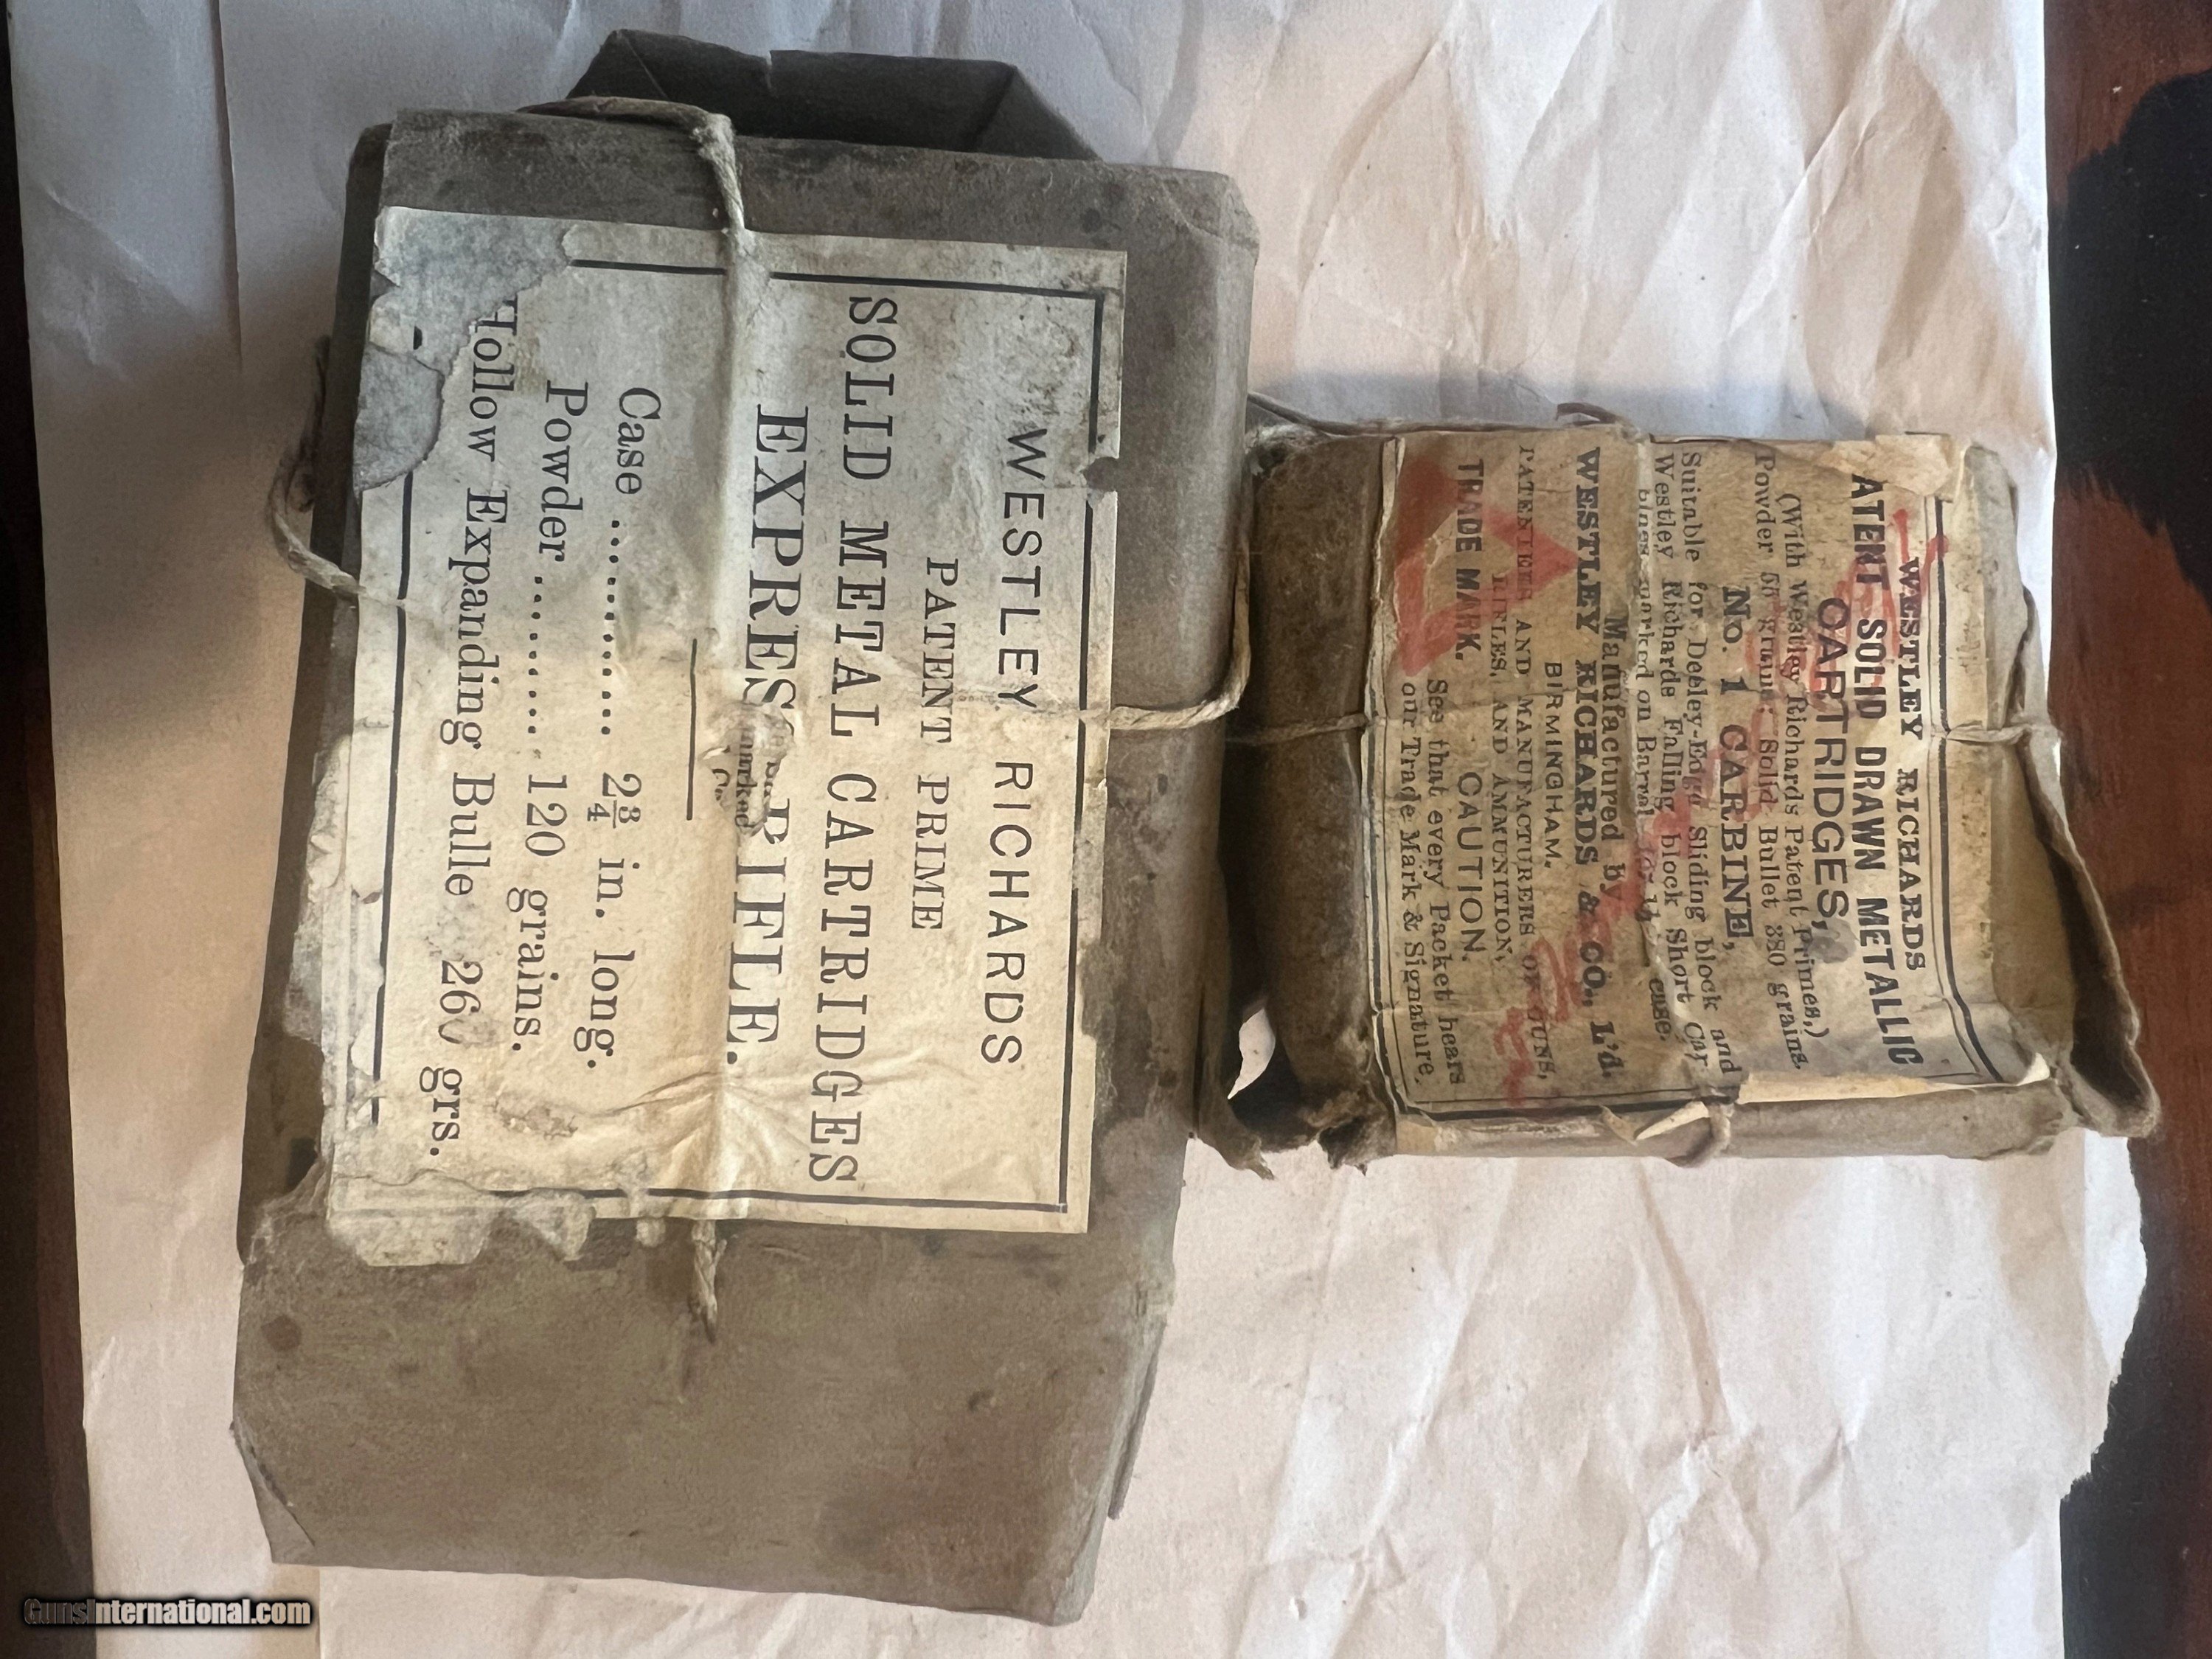 WESTLEY RICHARDS
PATENT PRIME
SOLID METAL CARTRIDGES
EXPRESS RIFLE.
marked
Case ............ 2¾ in. long.
Powder .......... 120 grains.
Hollow Expanding Bulle 260 grs.
WESTLEY RICHARDS
ATENT SOLID DRAWN METALLIC
CARTRIDGES,
(With Westley Richards Patent Primes,)
Powder 55 grains; Solid Bullet 380 grains
No. 1 CARBINE,
Suitable for Deeley-Edge Sliding block and
Westley Richards Falling block Short Car
bines marked on Barrel case.
Manufactured by
WESTLEY RICHARDS & CO., L'd.
BIRMINGHAM.
PATENTEES AND MANUFACTURERS OF GUNS,
RIFLES, AND AMMUNITION,
TRADE MARK.
CAUTION.
See that every Packet bears
our Trade Mark & Signature.
GunsInternational.com